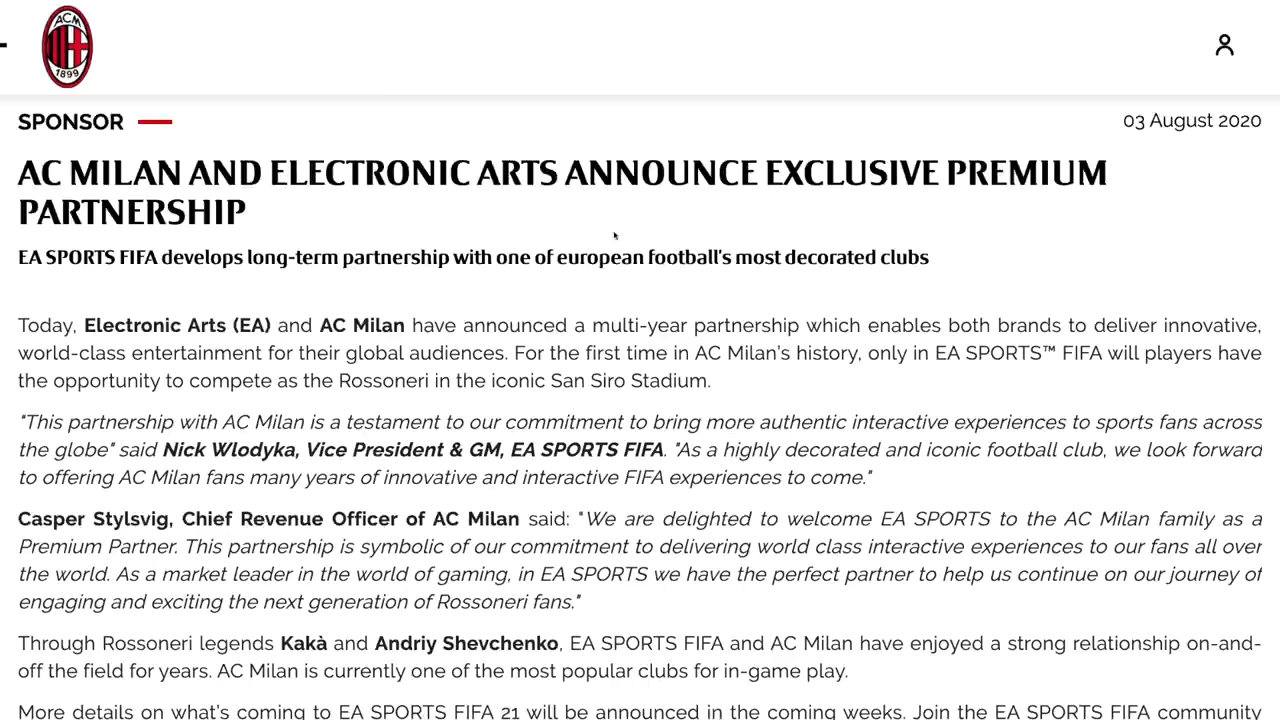 ACM
1899
SPONSOR
03 August 2020
AC MILAN AND ELECTRONIC ARTS ANNOUNCE EXCLUSIVE PREMIUM
PARTNERSHIP
EA SPORTS FIFA develops long-term partnership with one of european football's most decorated clubs
Today, Electronic Arts (EA) and AC Milan have announced a multi-year partnership which enables both brands to deliver innovative,
world-class entertainment for their global audiences. For the first time in AC Milan's history, only in EA SPORTS™ FIFA will players have
the opportunity to compete as the Rossoneri in the iconic San Siro Stadium.
"This partnership with AC Milan is a testament to our commitment to bring more authentic interactive experiences to sports fans across
the globe" said Nick Wlodyka, Vice President & GM, EA SPORTS FIFA. "As a highly decorated and iconic football club, we look forward
to offering AC Milan fans many years of innovative and interactive FIFA experiences to come."
Casper Stylsvig, Chief Revenue Officer of AC Milan said: "We are delighted to welcome EA SPORTS to the AC Milan family as a
Premium Partner. This partnership is symbolic of our commitment to delivering world class interactive experiences to our fans all over
the world. As a market leader in the world of gaming, in EA SPORTS we have the perfect partner to help us continue on our journey of
engaging and exciting the next generation of Rossoneri fans."
Through Rossoneri legends Kakà and Andriy Shevchenko, EA SPORTS FIFA and AC Milan have enjoyed a strong relationship on-and-
off the field for years. AC Milan is currently one of the most popular clubs for in-game play.
More details on what's coming to EA SPORTS FIFA 21 will be announced in the coming weeks. Join the EA SPORTS FIFA community